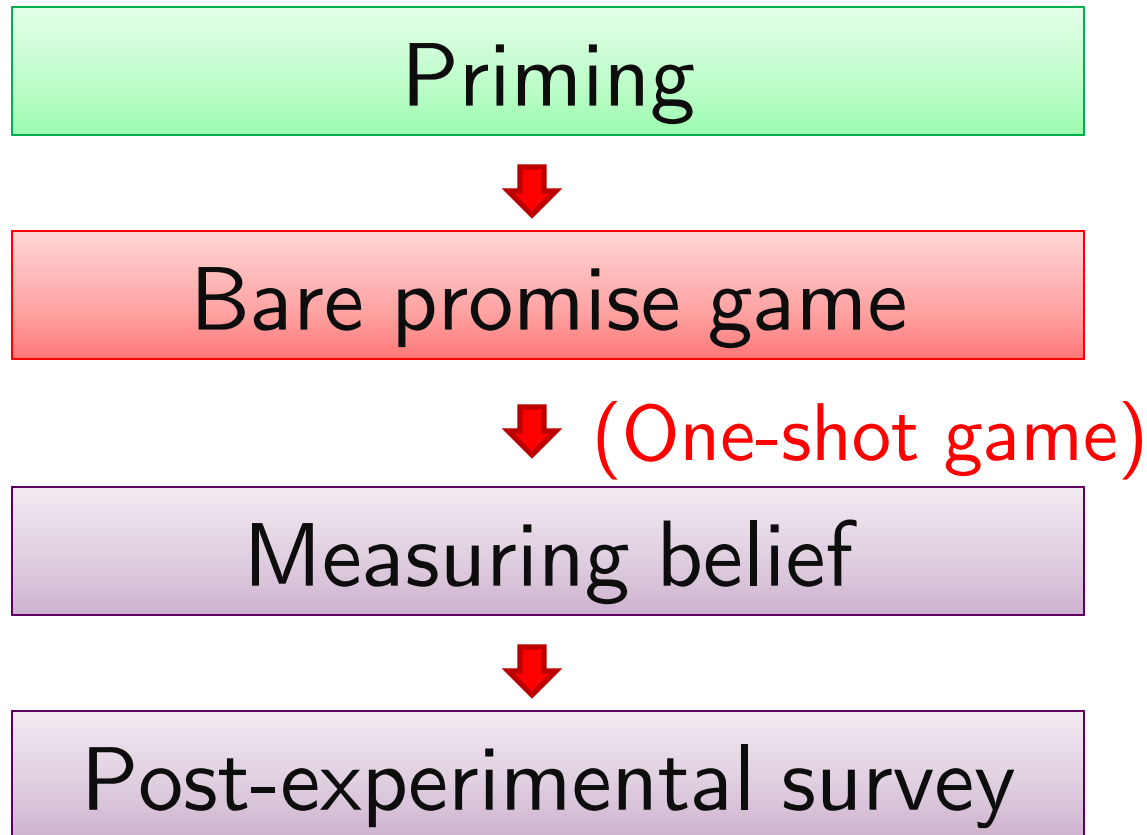 Priming
Bare promise game
(One-shot game)
Measuring belief
Post-experimental survey